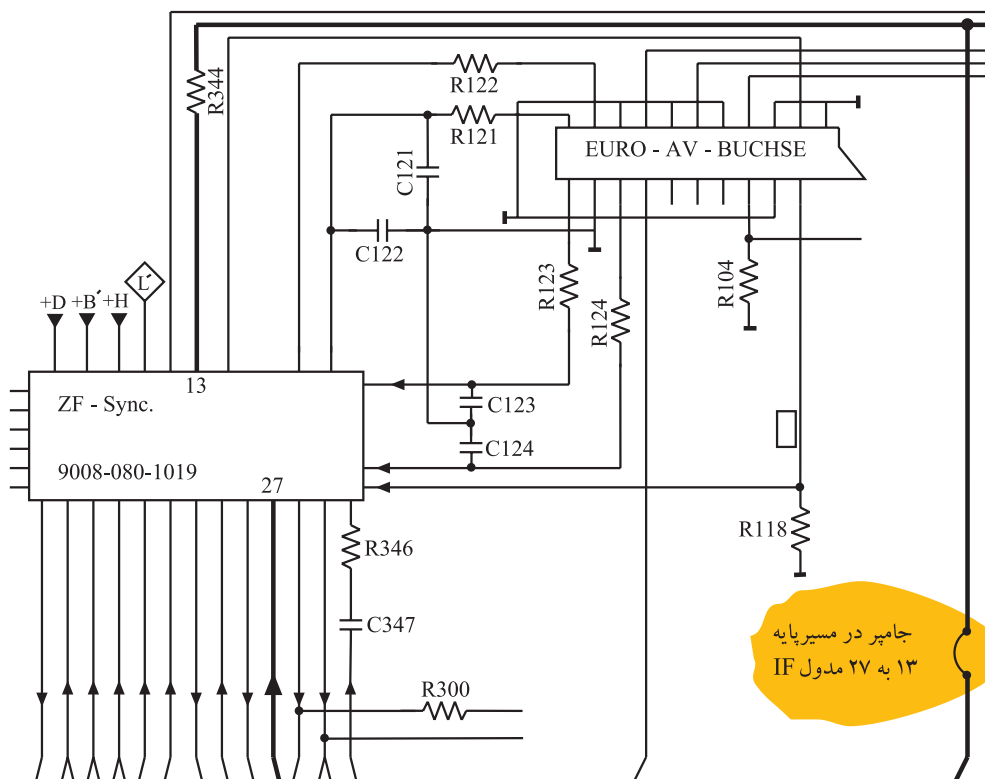 R344
R122
R121
C121
EURO - AV - BUCHSE
C122
R123
R124
R104
L´
+D
+B´
+H
13
ZF - Sync.
9008-080-1019
27
C123
C124
R118
R346
C347
R300
جامپر در مسیرپایه
۱۳ به ۲۷ مدول IF